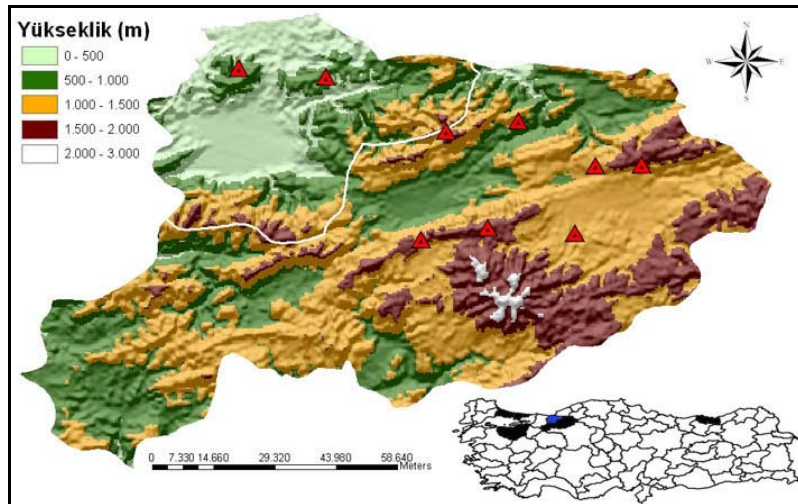 Yükseklik (m)
0 - 500
500 - 1.000
1.000 - 1.500
1.500 - 2.000
2.000 - 3.000
N
W E
S
0 7.330 14.660 29.320 43.980 58.640
Meters